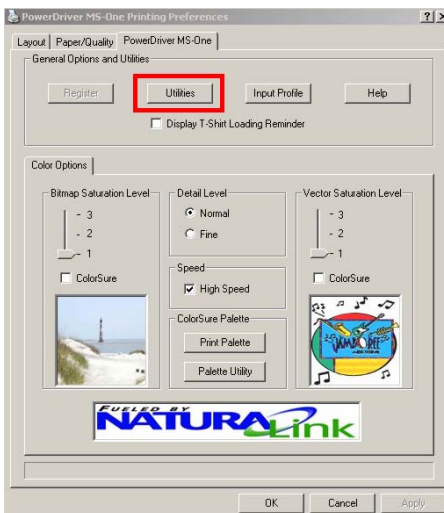 PowerDriver MS-One Printing Preferences
Layout Paper/Quality PowerDriver MS-One
General Options and Utilities
Register Utilities Input Profile Help
Display T-Shirt Loading Reminder
Color Options
Bitmap Saturation Level Detail Level Vector Saturation Level
- 3 Normal - 3
- 2 Fine - 2
- 1 Speed - 1
ColorSure High Speed ColorSure
ColorSure Palette
Print Palette
JAMBOREE
Palette Utility
FUELED BY
NATURALink
OK Cancel Apply